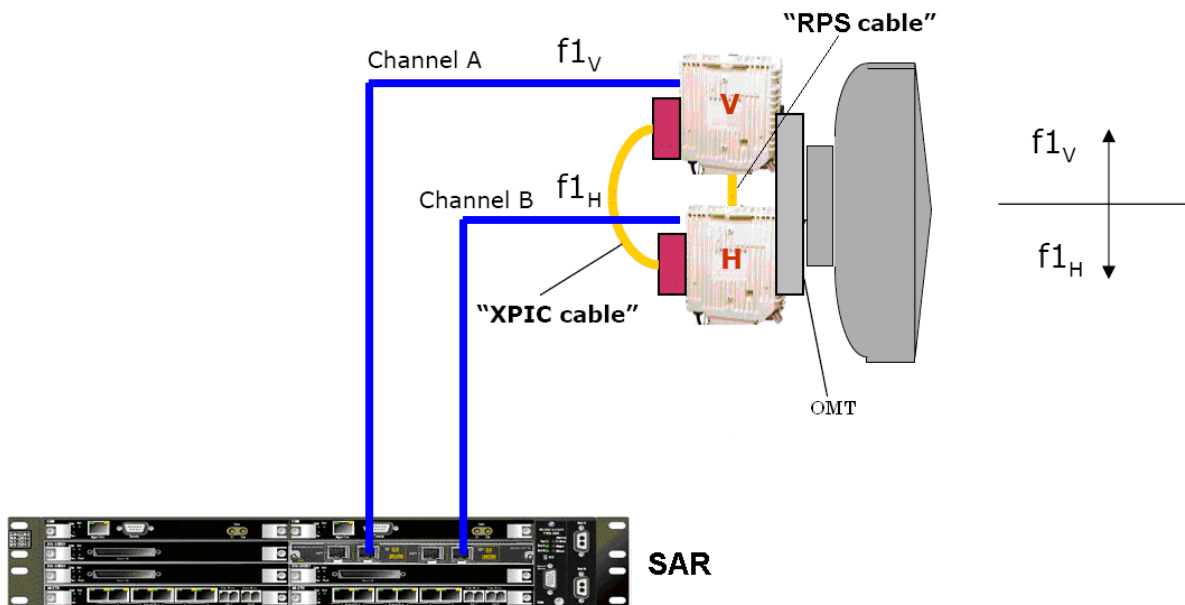 “RPS cable”
Channel A
f1V
V
f1V
Channel B
f1H
H
f1H
“XPIC cable”
OMT
SAR